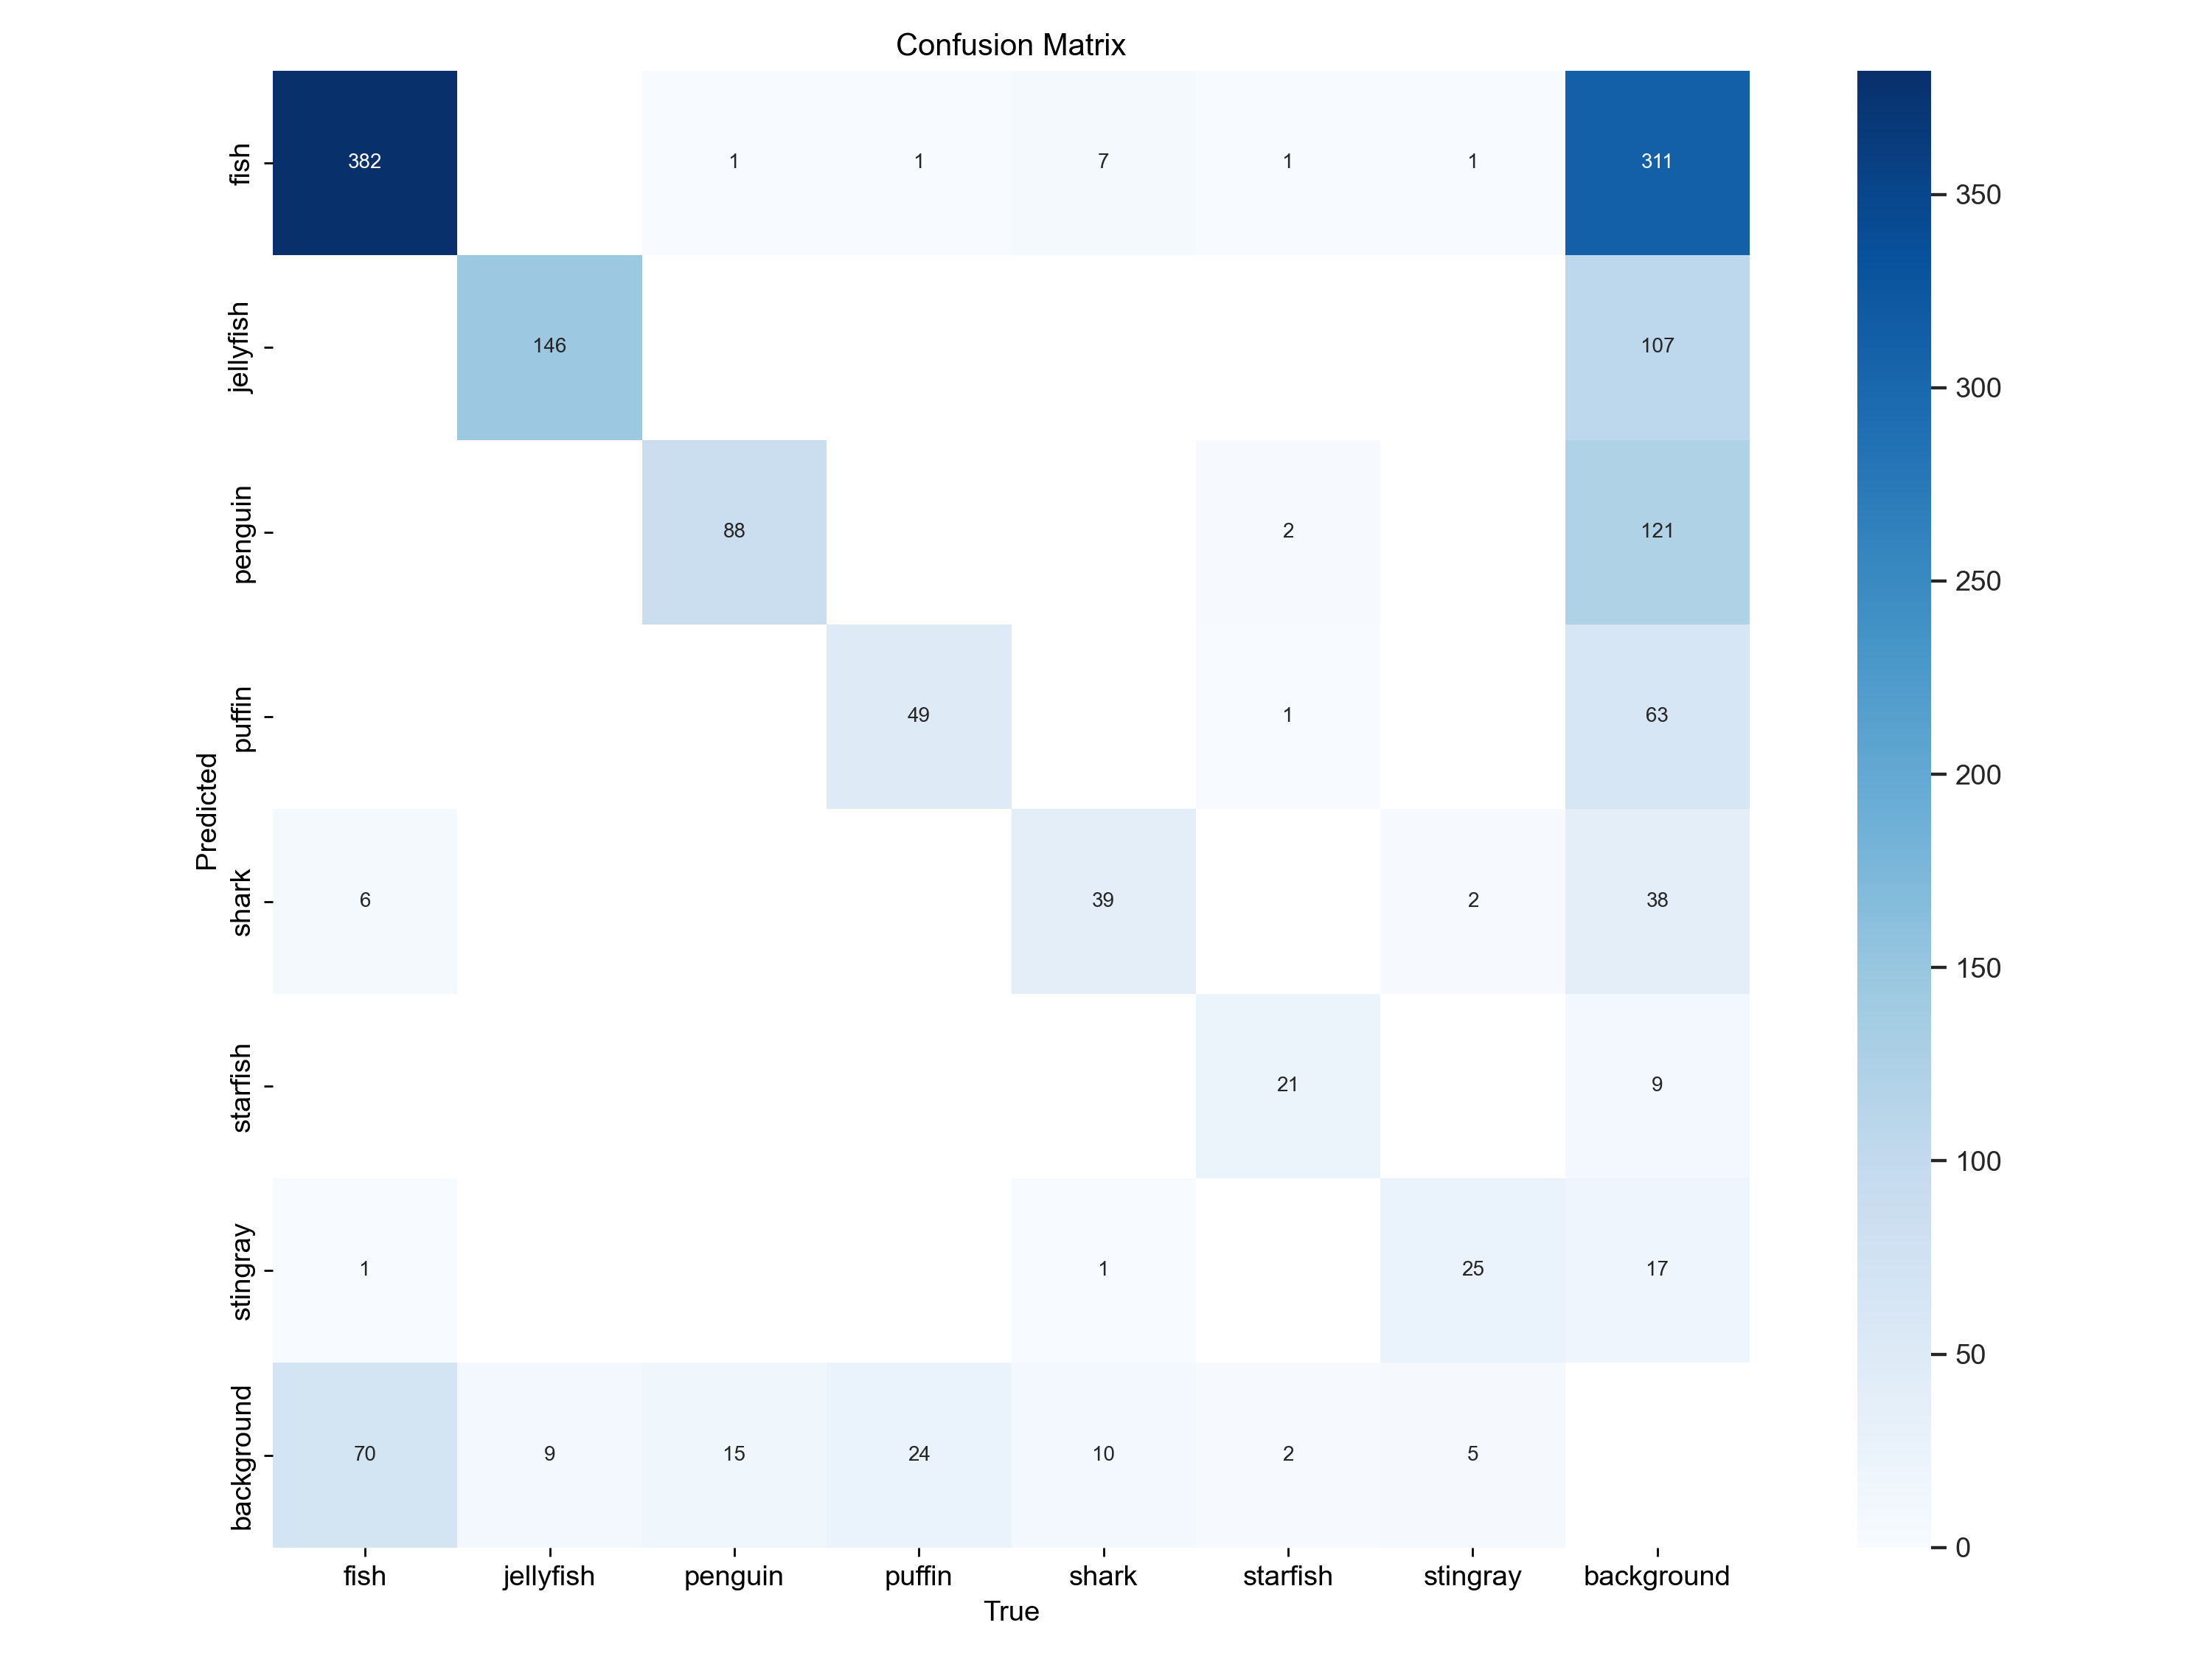 Confusion Matrix
fish 382 1 1 7 1 1 311
jellyfish 146 107
penguin 88 2 121
puffin 49 1 63
shark 6 39 2 38
starfish 21 9
stingray 1 1 25 17
background 70 9 15 24 10 2 5
fish jellyfish penguin puffin shark starfish stingray background
True
Predicted
350
300
250
200
150
100
50
0